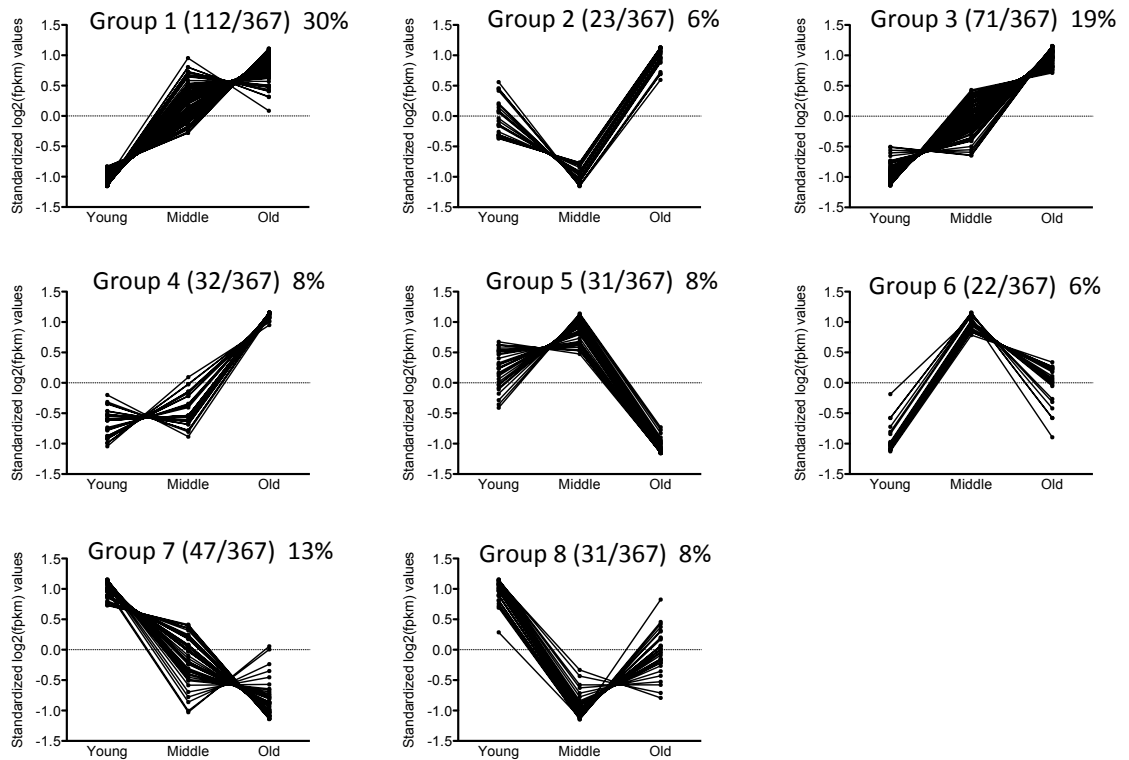 Group 1 (112/367) 30%
Standardized log2(fpkm) values
1.5
1.0
0.5
0.0
-0.5
-1.0
-1.5
Young Middle Old
Group 2 (23/367) 6%
Standardized log2(fpkm) values
1.5
1.0
0.5
0.0
-0.5
-1.0
-1.5
Young Middle Old
Group 3 (71/367) 19%
Standardized log2(fpkm) values
1.5
1.0
0.5
0.0
-0.5
-1.0
-1.5
Young Middle Old
Group 4 (32/367) 8%
Standardized log2(fpkm) values
1.5
1.0
0.5
0.0
-0.5
-1.0
-1.5
Young Middle Old
Group 5 (31/367) 8%
Standardized log2(fpkm) values
1.5
1.0
0.5
0.0
-0.5
-1.0
-1.5
Young Middle Old
Group 6 (22/367) 6%
Standardized log2(fpkm) values
1.5
1.0
0.5
0.0
-0.5
-1.0
-1.5
Young Middle Old
Group 7 (47/367) 13%
Standardized log2(fpkm) values
1.5
1.0
0.5
0.0
-0.5
-1.0
-1.5
Young Middle Old
Group 8 (31/367) 8%
Standardized log2(fpkm) values
1.5
1.0
0.5
0.0
-0.5
-1.0
-1.5
Young Middle Old